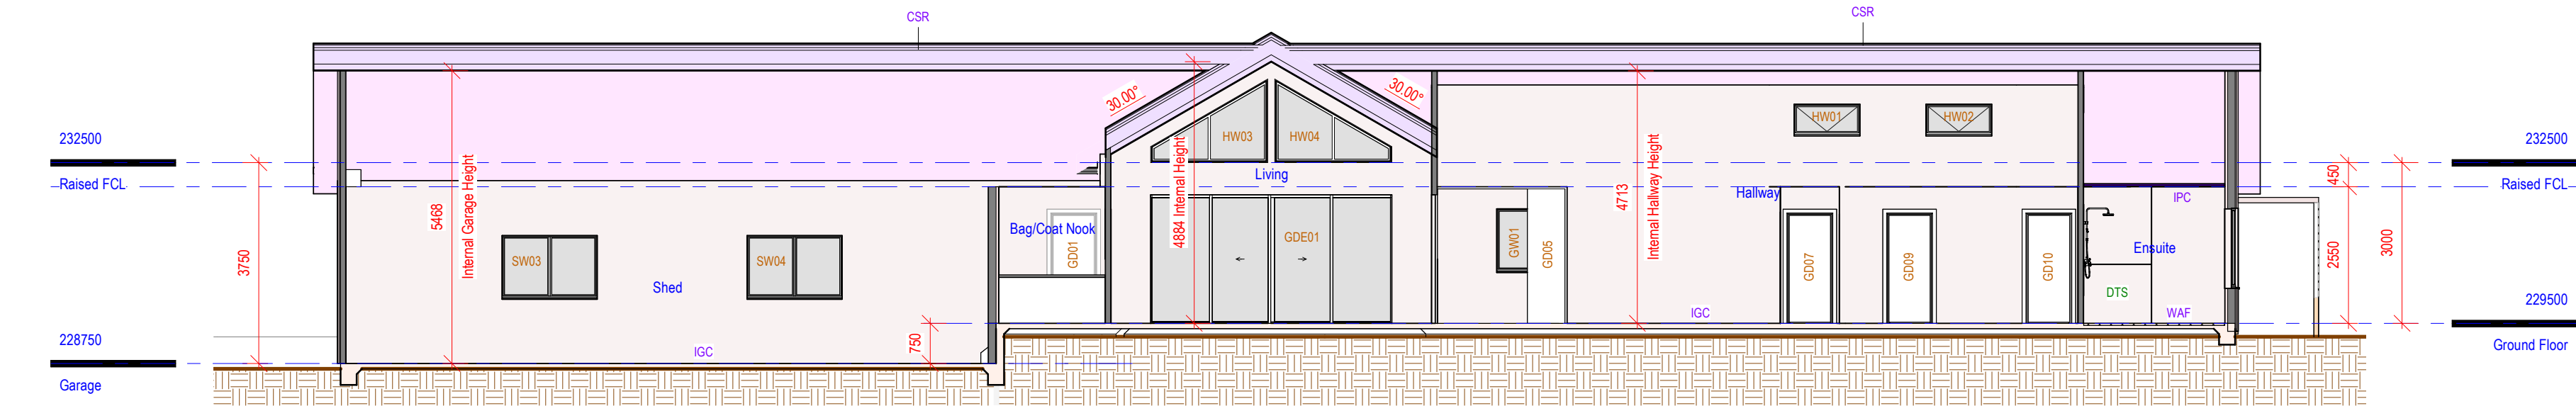 CSR
CSR
232500
Raised FCL
3750
228750
Garage
5468
Internal Garage Height
30.00°
30.00°
4884 Internal Height
HW03
HW04
Living
HW01
HW02
4713
Internal Hallway Height
Hallway
Bag/Coat Nook
GD01
GDE01
GW01
GD05
GD07
GD09
GD10
SW03
SW04
Shed
750
IGC
IGC
IPC
Ensuite
DTS
WAF
450
2550
3000
232500
Raised FCL
229500
Ground Floor